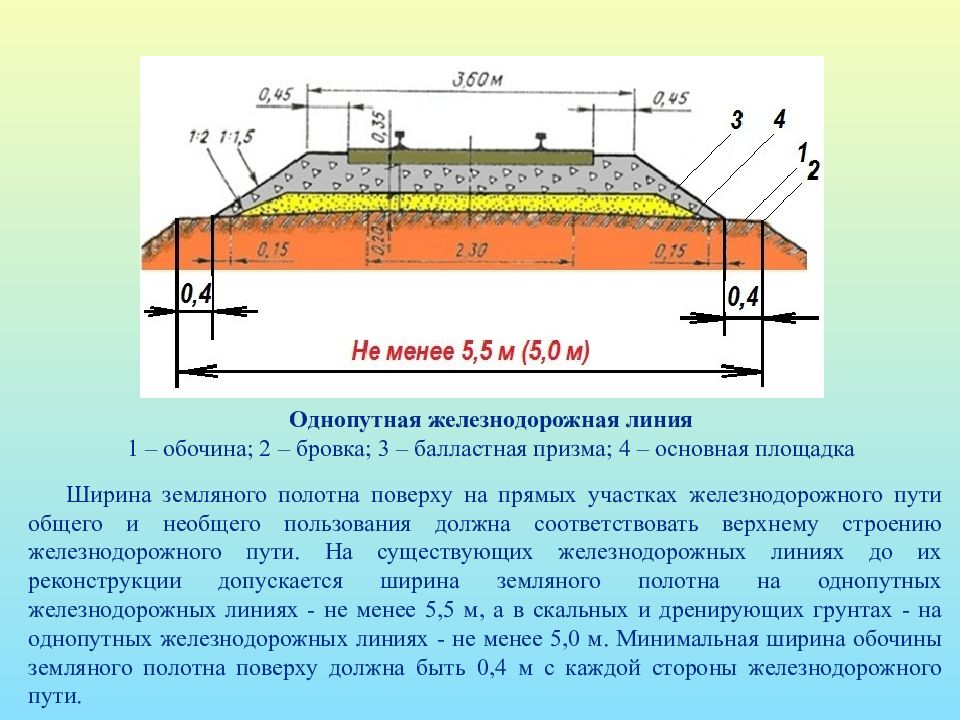 3,60 м
0,45
0,45
0,35
1:2 1:1,5
3 4
1
2
0,15
0,20
2,30
0,15
0,4
0,4
Не менее 5,5 м (5,0 м)
Однопутная железнодорожная линия
1 – обочина; 2 – бровка; 3 – балластная призма; 4 – основная площадка
Ширина земляного полотна поверху на прямых участках железнодорожного пути
общего и необщего пользования должна соответствовать верхнему строению
железнодорожного пути. На существующих железнодорожных линиях до их
реконструкции допускается ширина земляного полотна на однопутных
железнодорожных линиях - не менее 5,5 м, а в скальных и дренирующих грунтах - на
однопутных железнодорожных линиях - не менее 5,0 м. Минимальная ширина обочины
земляного полотна поверху должна быть 0,4 м с каждой стороны железнодорожного
пути.